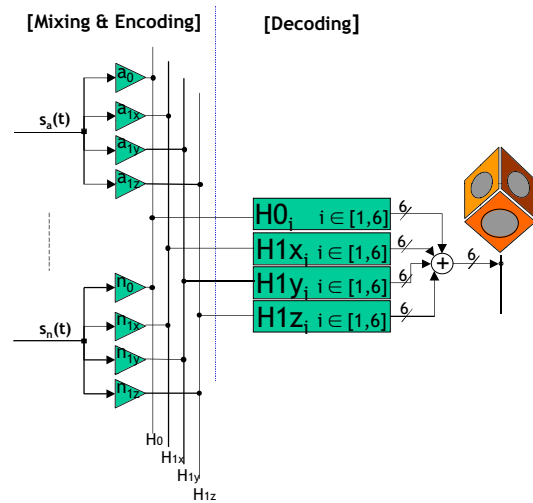 [Mixing & Encoding]
[Decoding]
a0
a1x
sa(t)
a1y
a1z
H0i i ∈ [1,6] 6
H1xi i ∈ [1,6] 6
+ 6
H1yi i ∈ [1,6] 6
H1zi i ∈ [1,6] 6
n0
n1x
sn(t)
n1y
n1z
H0
H1x
H1y
H1z